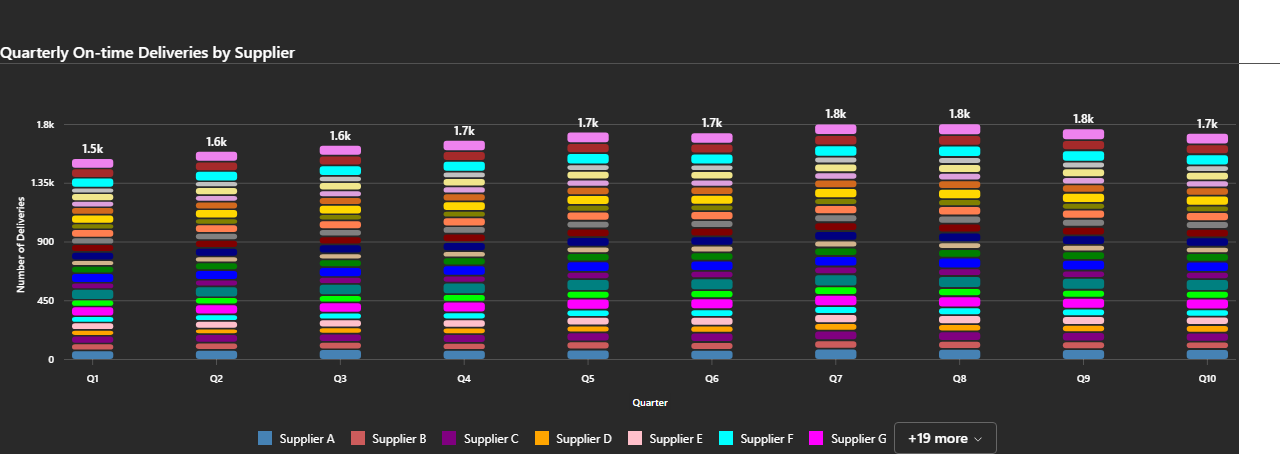 Quarterly On-time Deliveries by Supplier
Number of Deliveries
1.8k
1.35k
900
450
0
1.5k
1.6k
1.6k
1.7k
1.7k
1.7k
1.8k
1.8k
1.8k
1.7k
Q1
Q2
Q3
Q4
Q5
Q6
Q7
Q8
Q9
Q10
Quarter
Supplier A
Supplier B
Supplier C
Supplier D
Supplier E
Supplier F
Supplier G
+19 more